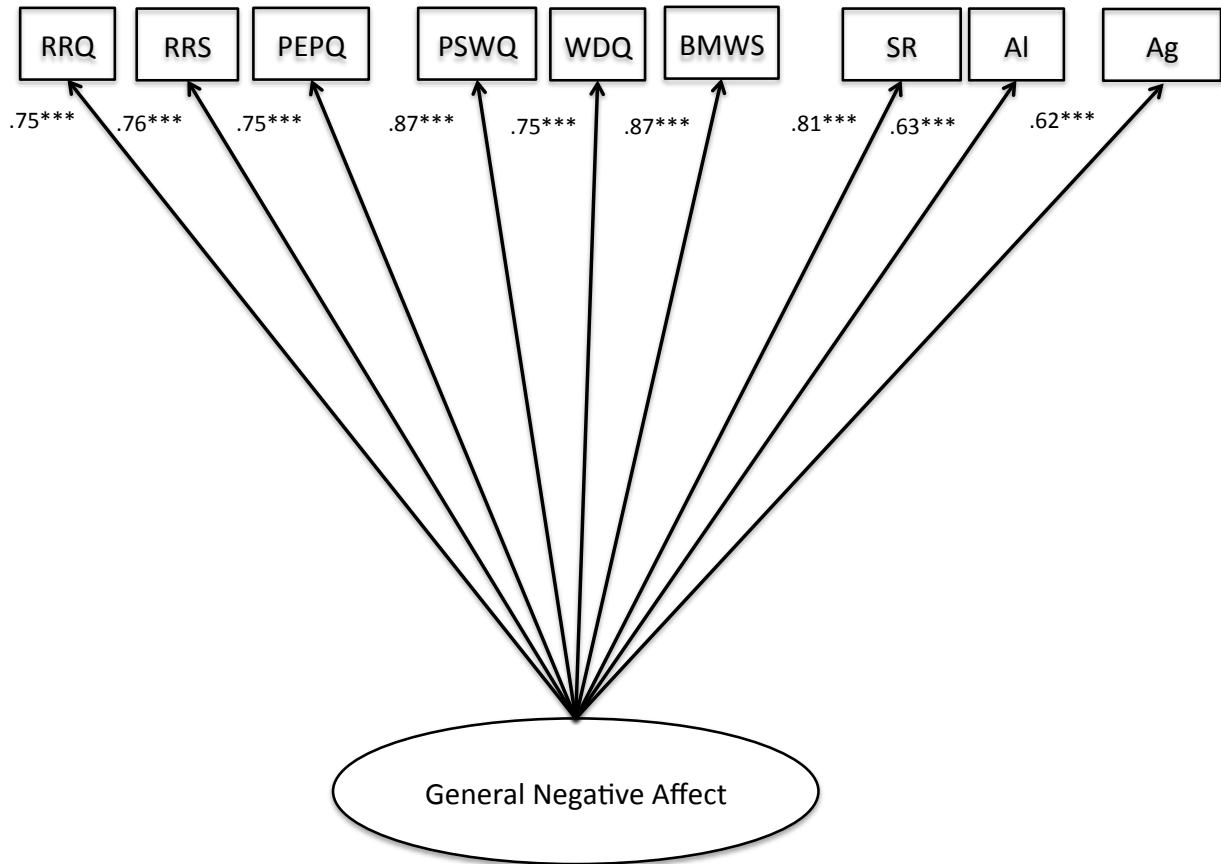 RRQ RRS PEPQ PSWQ WDQ BMWS SR Al Ag
.75*** .76*** .75*** .87*** .75*** .87*** .81*** .63*** .62***
General Negative Affect